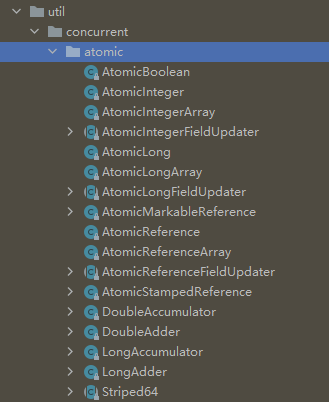 util
concurrent
atomic
AtomicBoolean
AtomicInteger
AtomicIntegerArray
AtomicIntegerFieldUpdater
AtomicLong
AtomicLongArray
AtomicLongFieldUpdater
AtomicMarkableReference
AtomicReference
AtomicReferenceArray
AtomicReferenceFieldUpdater
AtomicStampedReference
DoubleAccumulator
DoubleAdder
LongAccumulator
LongAdder
Striped64